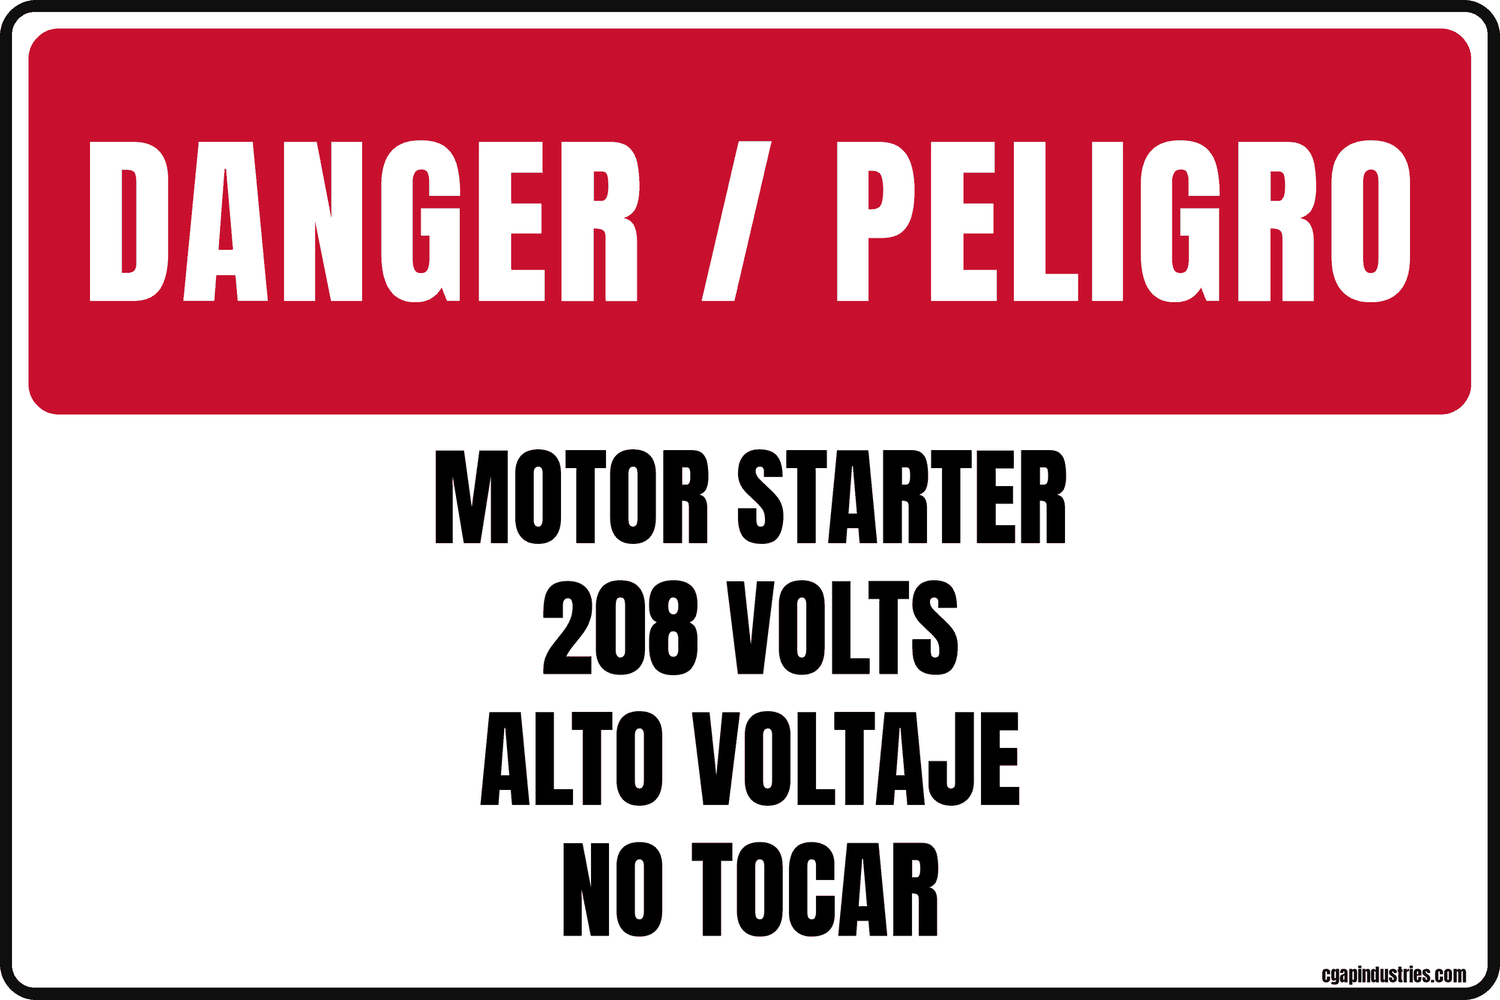 DANGER / PELIGRO
MOTOR STARTER
208 VOLTS
ALTO VOLTAJE
NO TOCAR
cgapindustries.com